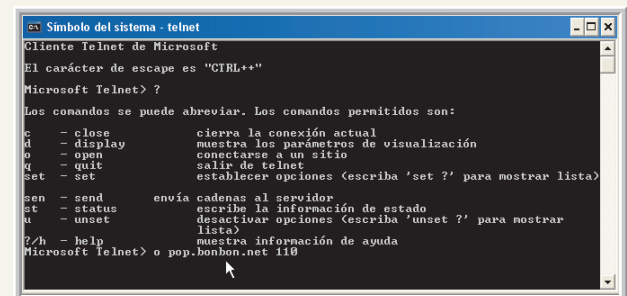 Símbolo del sistema - telnet
Cliente Telnet de Microsoft
El carácter de escape es "CTRL++"
Microsoft Telnet> ?
Los comandos se puede abreviar. Los comandos permitidos son:
c - close cierra la conexión actual
d - display muestra los parámetros de visualización
o - open conectarse a un sitio
q - quit salir de telnet
set - set establecer opciones (escriba 'set ?' para mostrar lista)
sen - send envía cadenas al servidor
st - status escribe la información de estado
u - unset desactivar opciones (escriba 'unset ?' para mostrar
lista)
?/h - help muestra información de ayuda
Microsoft Telnet> o pop.bonbon.net 110